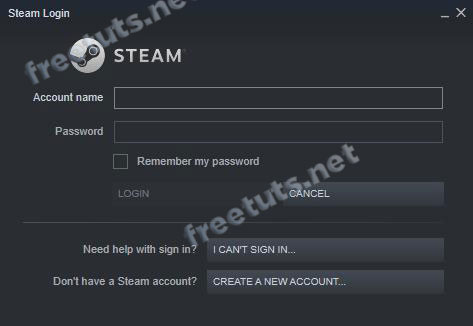 Steam Login
STEAM
freetuts.net
Account name
Password
Remember my password
LOGIN CANCEL
freetuts.net
Need help with sign in? I CAN'T SIGN IN...
Don't have a Steam account? CREATE A NEW ACCOUNT...